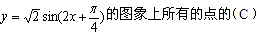 y = √2 sin(2x + π/4)的图象上所有的点的(C)